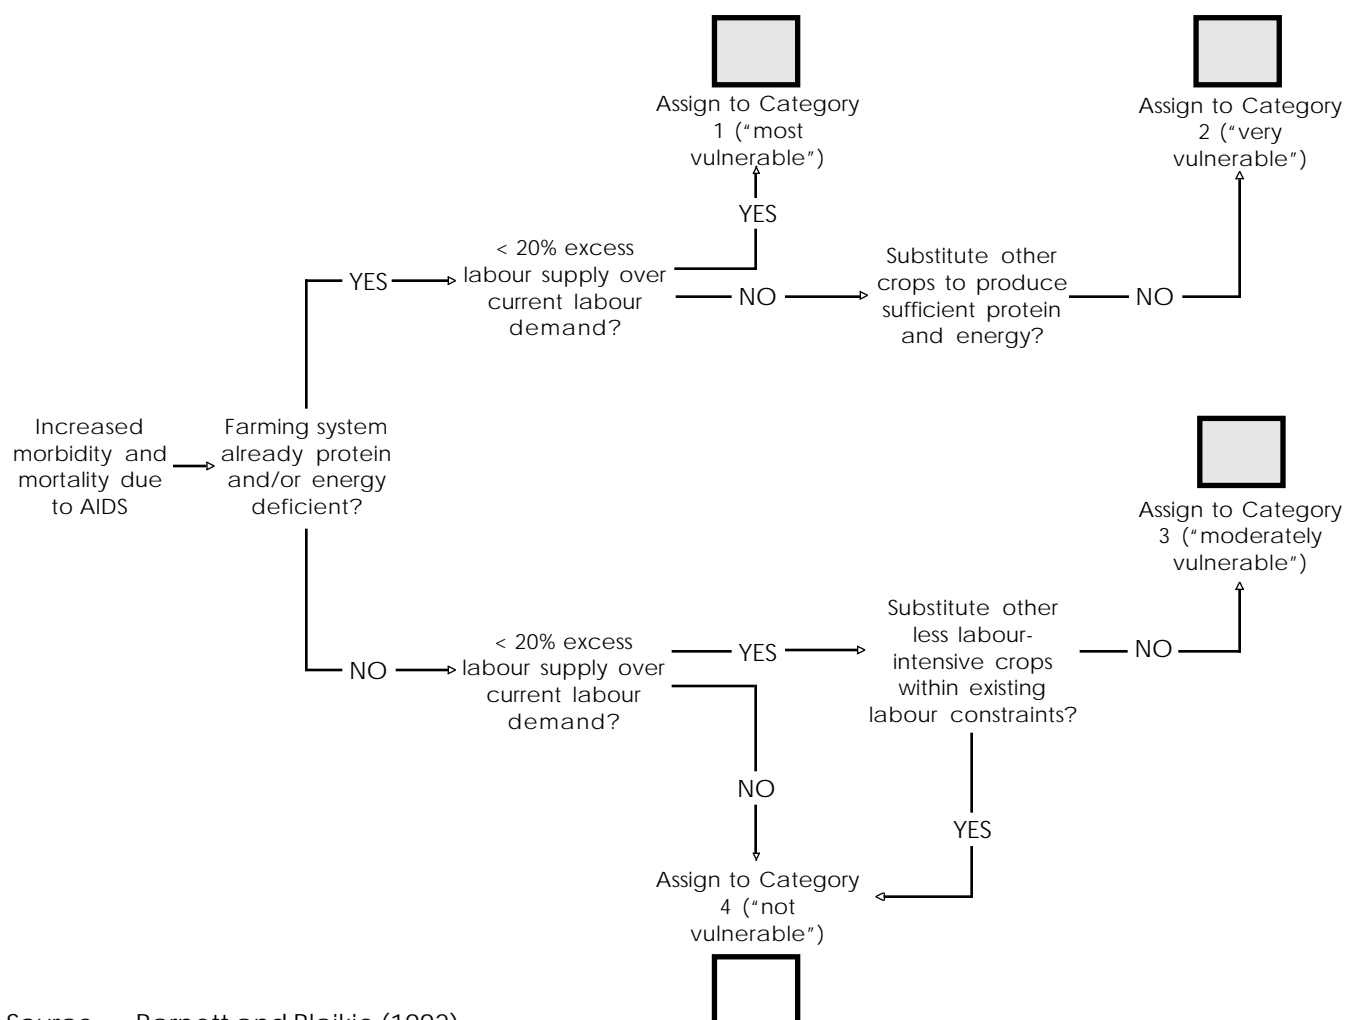 Assign to Category
1 (“most
vulnerable”)
Assign to Category
2 (“very
vulnerable”)
YES
< 20% excess
labour supply over
current labour
demand?
YES
NO
Substitute other
crops to produce
sufficient protein
and energy?
NO
Increased
morbidity and
mortality due
to AIDS
Farming system
already protein
and/or energy
deficient?
Assign to Category
3 (“moderately
vulnerable”)
NO
< 20% excess
labour supply over
current labour
demand?
YES
Substitute other
less labour-
intensive crops
within existing
labour constraints?
NO
NO
YES
Assign to Category
4 (“not
vulnerable”)
Barnett and Blaikie (1992)